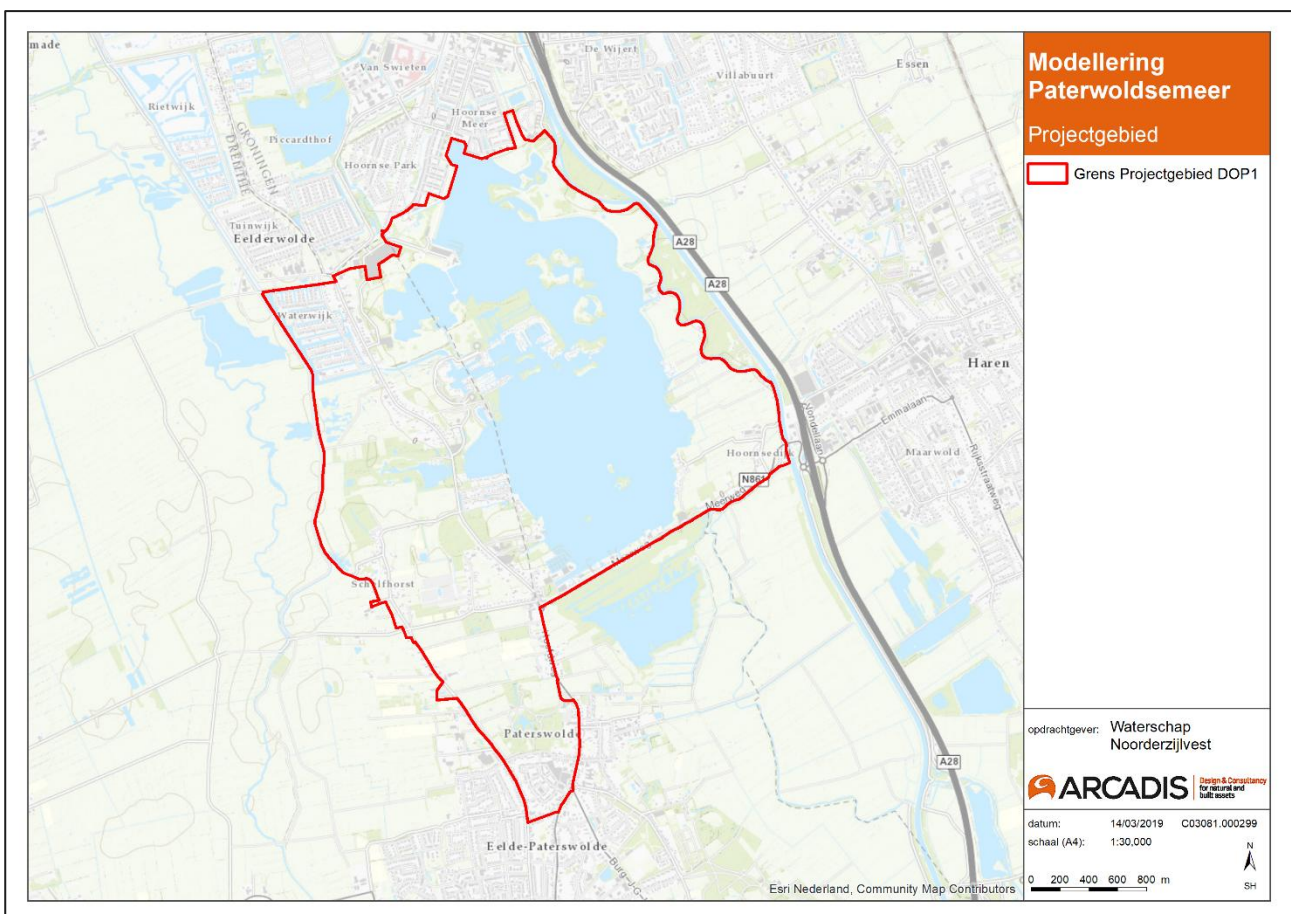 made
De Wijert
Essen
Van Swieten
Villabuurt
Rietwijk
Hoornse
Meer
Piccardthof
GRONINGEN
DRENTHE
Hoornse Park
Tuinwijk
Eelderwolde
A28
A28
Waterwijk
Haren
Emmalaan
Vondellaan
Hoornsedijk
Maarwold
Rijksstraatweg
N861
Meerweg
Schelfhorst
Paterswolde
A28
Eelde-Paterswolde
Burg-J-G-
Esri Nederland, Community Map Contributors
Modellering
Paterwoldsemeer
Projectgebied
Grens Projectgebied DOP1
opdrachtgever: Waterschap
Noorderzijlvest
ARCADIS
Design & Consultancy
for natural and
built assets
datum: 14/03/2019 C03081.000299
schaal (A4): 1:30,000
N
0 200 400 600 800 m
SH